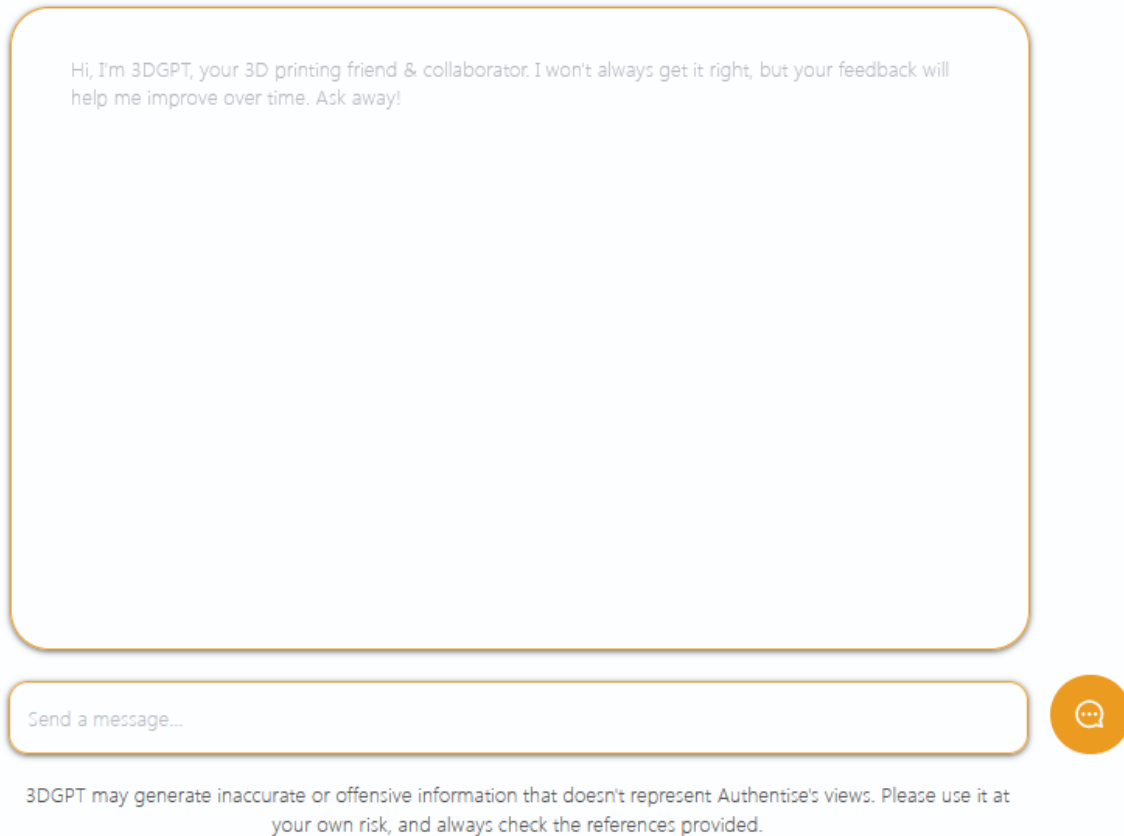 Hi, I'm 3DGPT, your 3D printing friend & collaborator. I won't always get it right, but your feedback will
help me improve over time. Ask away!
Send a message...
3DGPT may generate inaccurate or offensive information that doesn't represent Authentise's views. Please use it at
your own risk, and always check the references provided.